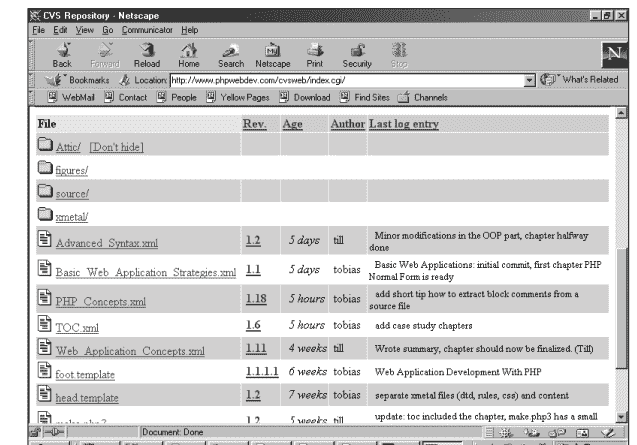 CVS Repository - Netscape
File Edit View Go Communicator Help
Back Forward Reload Home Search Netscape Print Security Stop
Bookmarks Location: http://www.phpwebdev.com/cvsweb/index.cgi/ What's Related
WebMail Contact People Yellow Pages Download Find Sites Channels
File Rev. Age Author Last log entry
Attic/ [Don't hide]
figures/
source/
xmetal/
Advanced_Syntax.xml 1.2 5 days till Minor modifications in the OOP part, chapter halfway
done
Basic_Web_Application_Strategies.xml 1.1 5 days tobias Basic Web Applications: initial commit, first chapter PHP
Normal Form is ready
PHP_Concepts.xml 1.18 5 hours tobias add short tip how to extract block comments from a
source file
TOC.xml 1.6 5 hours tobias add case study chapters
Web_Application_Concepts.xml 1.11 4 weeks till Wrote summary, chapter should now be finalized. (Till)
foot.template 1.1.1.1 6 weeks tobias Web Application Development With PHP
head.template 1.2 7 weeks tobias separate xmetal files (dtd, rules, css) and content
make.php3 1.2 5 weeks till update: toc included the chapter, make.php3 has a small
Document: Done